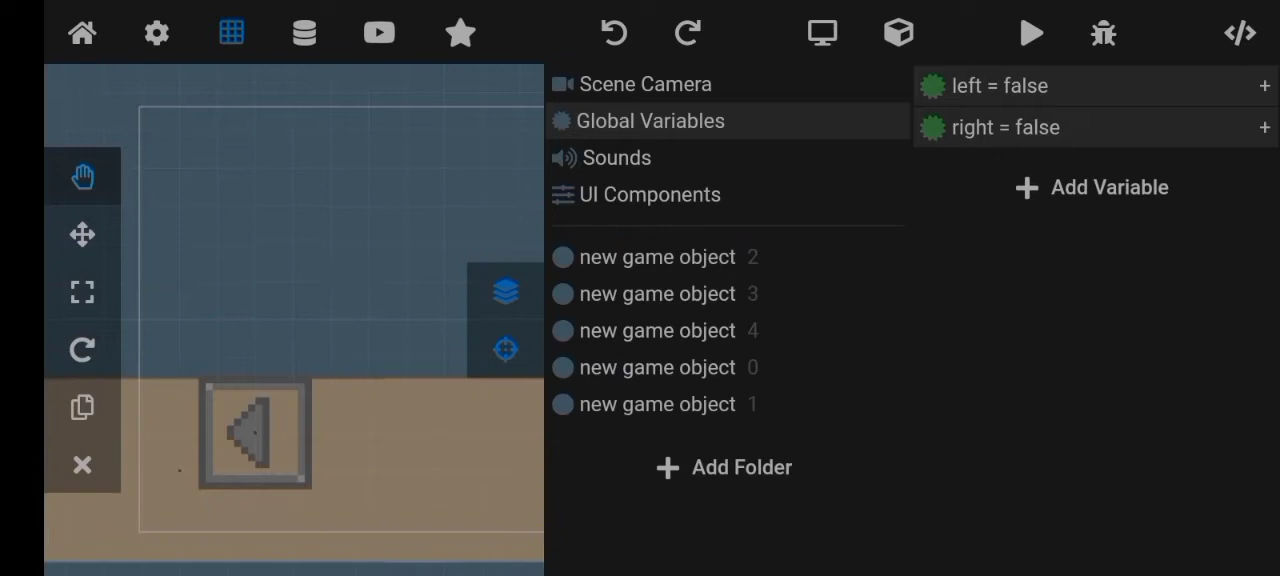 Scene Camera
Global Variables
Sounds
UI Components
new game object 2
new game object 3
new game object 4
new game object 0
new game object 1
+ Add Folder
left = false +
right = false +
+ Add Variable